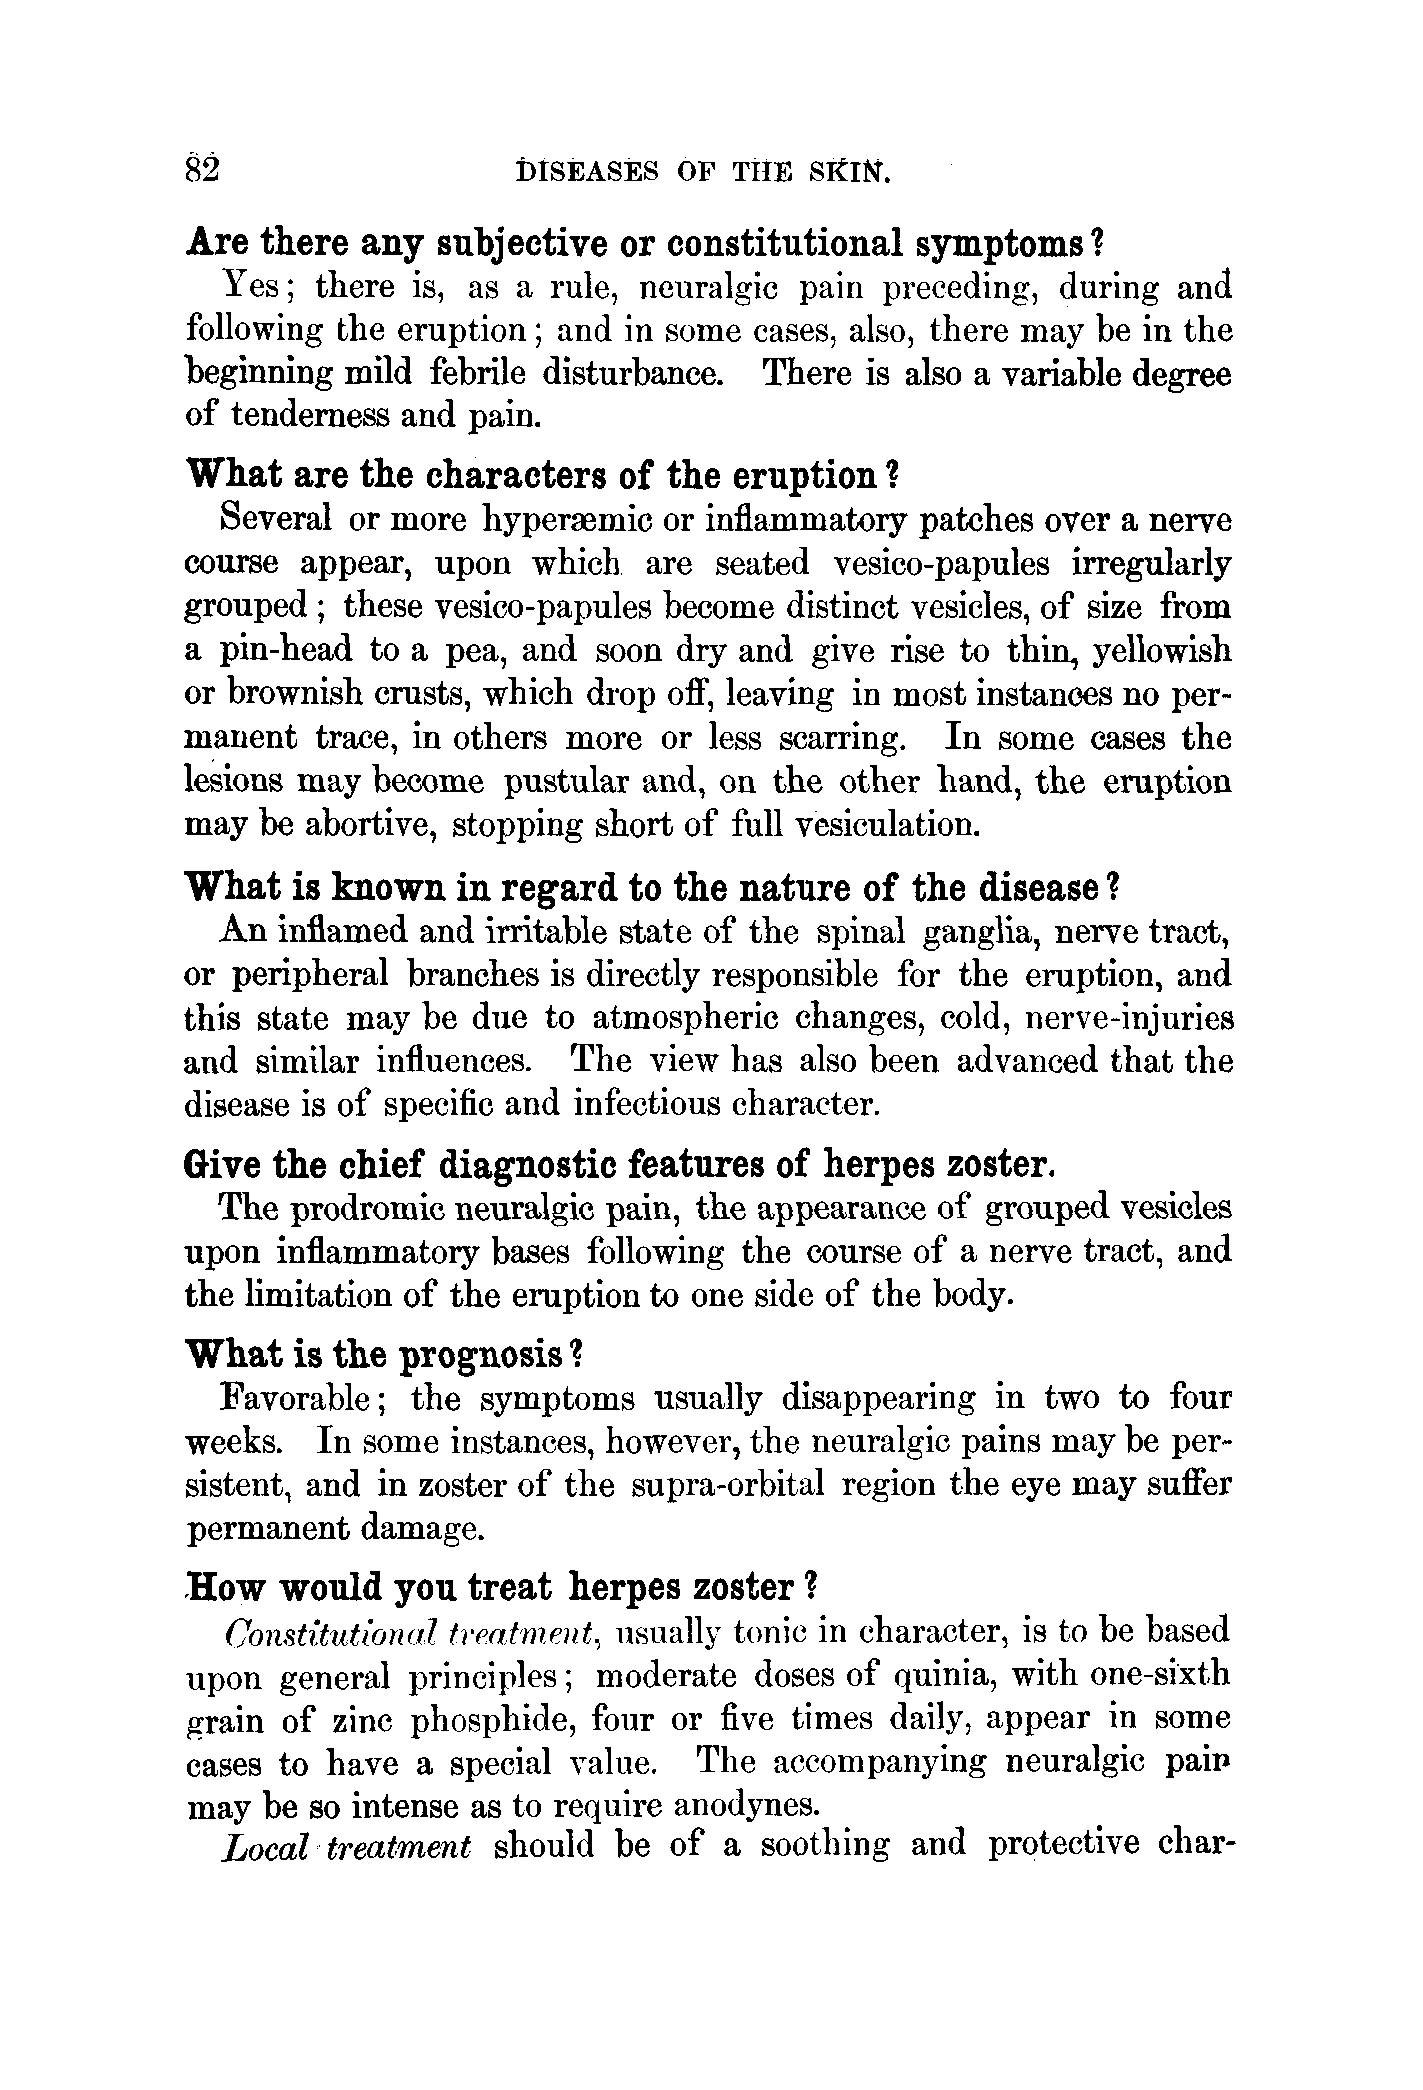 82 DISEASES OF THE SKIN.
Are there any subjective or constitutional symptoms?
Yes; there is, as a rule, neuralgic pain preceding, during and
following the eruption; and in some cases, also, there may be in the
beginning mild febrile disturbance. There is also a variable degree
of tenderness and pain.
What are the characters of the eruption?
Several or more hyperæmic or inflammatory patches over a nerve
course appear, upon which are seated vesico-papules irregularly
grouped; these vesico-papules become distinct vesicles, of size from
a pin-head to a pea, and soon dry and give rise to thin, yellowish
or brownish crusts, which drop off, leaving in most instances no per-
manent trace, in others more or less scarring. In some cases the
lesions may become pustular and, on the other hand, the eruption
may be abortive, stopping short of full vesiculation.
What is known in regard to the nature of the disease?
An inflamed and irritable state of the spinal ganglia, nerve tract,
or peripheral branches is directly responsible for the eruption, and
this state may be due to atmospheric changes, cold, nerve-injuries
and similar influences. The view has also been advanced that the
disease is of specific and infectious character.
Give the chief diagnostic features of herpes zoster.
The prodromic neuralgic pain, the appearance of grouped vesicles
upon inflammatory bases following the course of a nerve tract, and
the limitation of the eruption to one side of the body.
What is the prognosis?
Favorable; the symptoms usually disappearing in two to four
weeks. In some instances, however, the neuralgic pains may be per-
sistent, and in zoster of the supra-orbital region the eye may suffer
permanent damage.
How would you treat herpes zoster?
Constitutional treatment, usually tonic in character, is to be based
upon general principles; moderate doses of quinia, with one-sixth
grain of zinc phosphide, four or five times daily, appear in some
cases to have a special value. The accompanying neuralgic pain
may be so intense as to require anodynes.
Local treatment should be of a soothing and protective char-